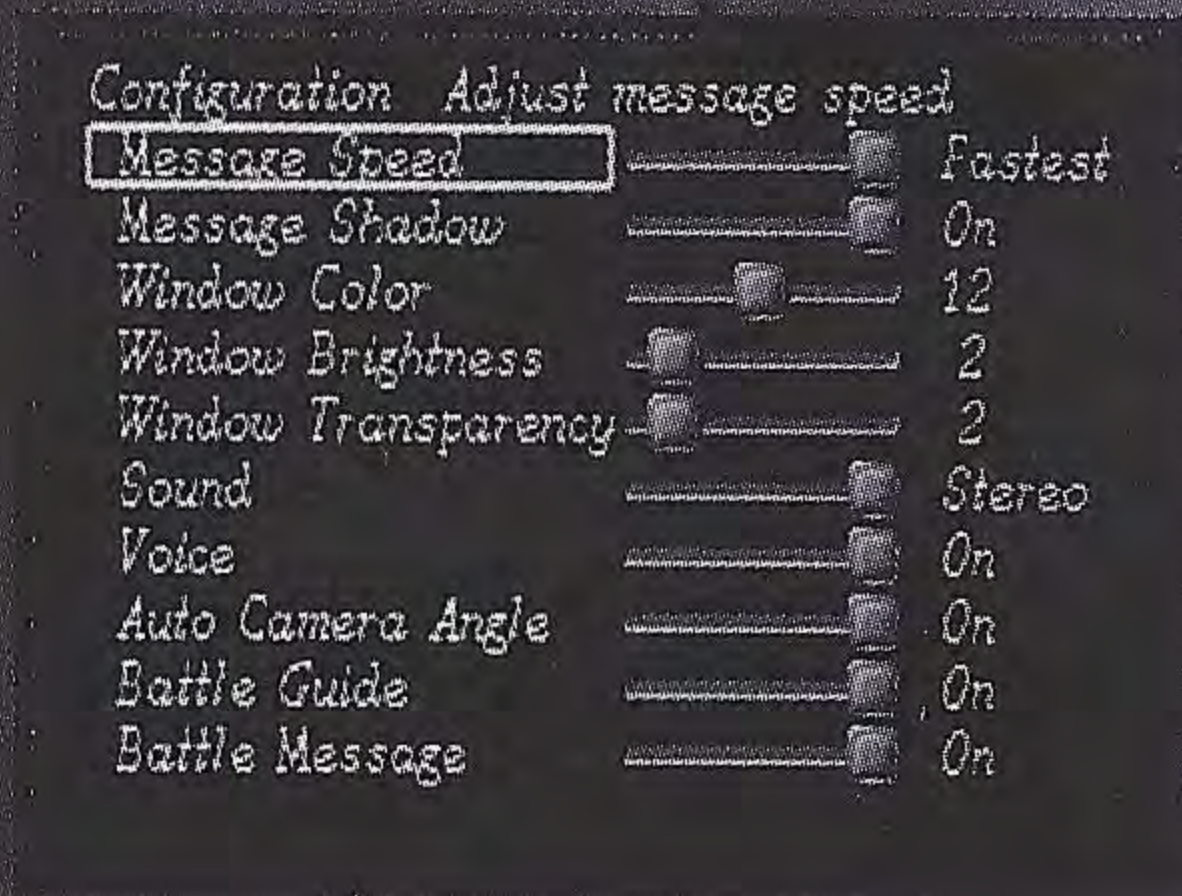 Configuration Adjust message speed
Message Speed Fastest
Message Shadow On
Window Color 12
Window Brightness 2
Window Transparency 2
Sound Stereo
Voice On
Auto Camera Angle On
Battle Guide On
Battle Message On